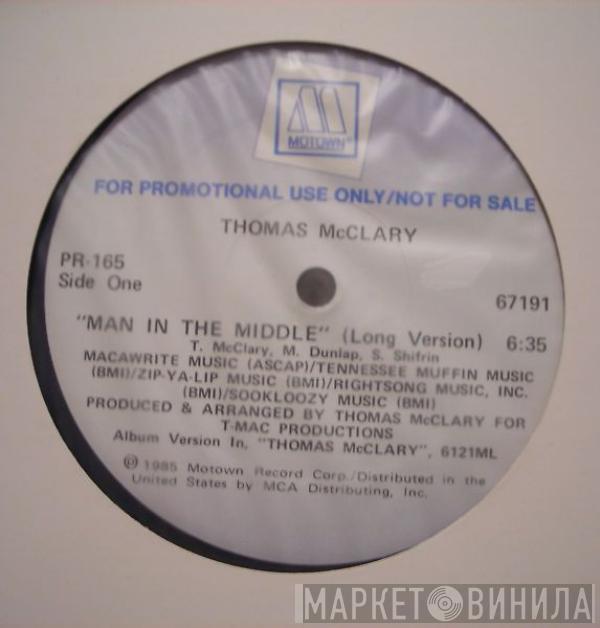 MOTOWN®
FOR PROMOTIONAL USE ONLY/NOT FOR SALE
THOMAS McCLARY
PR-165
Side One
67191
"MAN IN THE MIDDLE" (Long Version) 6:35
T. McClary, M. Dunlap, S. Shifrin
MACAWRITE MUSIC (ASCAP)/TENNESSEE MUFFIN MUSIC
(BMI)/ZIP-YA-LIP MUSIC (BMI)/RIGHTSONG MUSIC, INC.
(BMI)/SOOKLOOZY MUSIC (BMI)
PRODUCED & ARRANGED BY THOMAS McCLARY FOR
T-MAC PRODUCTIONS
Album Version In, "THOMAS McCLARY", 6121ML
℗ 1985 Motown Record Corp./Distributed in the
United States by MCA Distributing, Inc.
МАРКЕТ ВИНИЛА